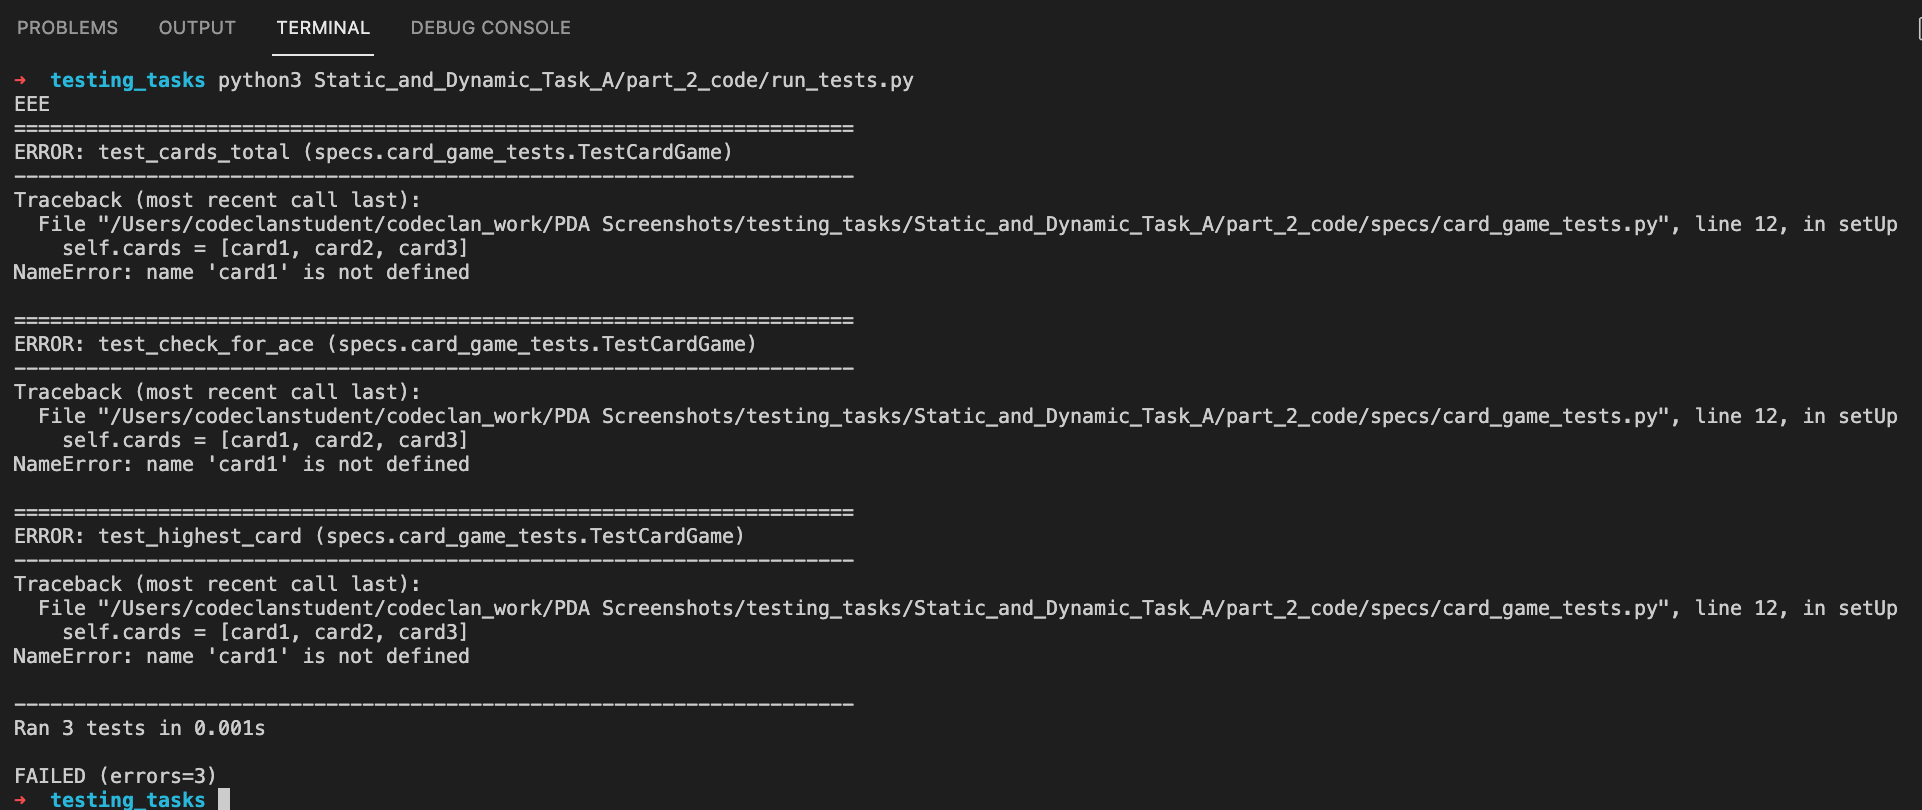 PROBLEMS OUTPUT TERMINAL DEBUG CONSOLE
→ testing_tasks python3 Static_and_Dynamic_Task_A/part_2_code/run_tests.py
EEE
======================================================================
ERROR: test_cards_total (specs.card_game_tests.TestCardGame)
----------------------------------------------------------------------
Traceback (most recent call last):
  File "/Users/codeclanstudent/codeclan_work/PDA Screenshots/testing_tasks/Static_and_Dynamic_Task_A/part_2_code/specs/card_game_tests.py", line 12, in setUp
    self.cards = [card1, card2, card3]
NameError: name 'card1' is not defined

======================================================================
ERROR: test_check_for_ace (specs.card_game_tests.TestCardGame)
----------------------------------------------------------------------
Traceback (most recent call last):
  File "/Users/codeclanstudent/codeclan_work/PDA Screenshots/testing_tasks/Static_and_Dynamic_Task_A/part_2_code/specs/card_game_tests.py", line 12, in setUp
    self.cards = [card1, card2, card3]
NameError: name 'card1' is not defined

======================================================================
ERROR: test_highest_card (specs.card_game_tests.TestCardGame)
----------------------------------------------------------------------
Traceback (most recent call last):
  File "/Users/codeclanstudent/codeclan_work/PDA Screenshots/testing_tasks/Static_and_Dynamic_Task_A/part_2_code/specs/card_game_tests.py", line 12, in setUp
    self.cards = [card1, card2, card3]
NameError: name 'card1' is not defined

----------------------------------------------------------------------
Ran 3 tests in 0.001s

FAILED (errors=3)
→ testing_tasks